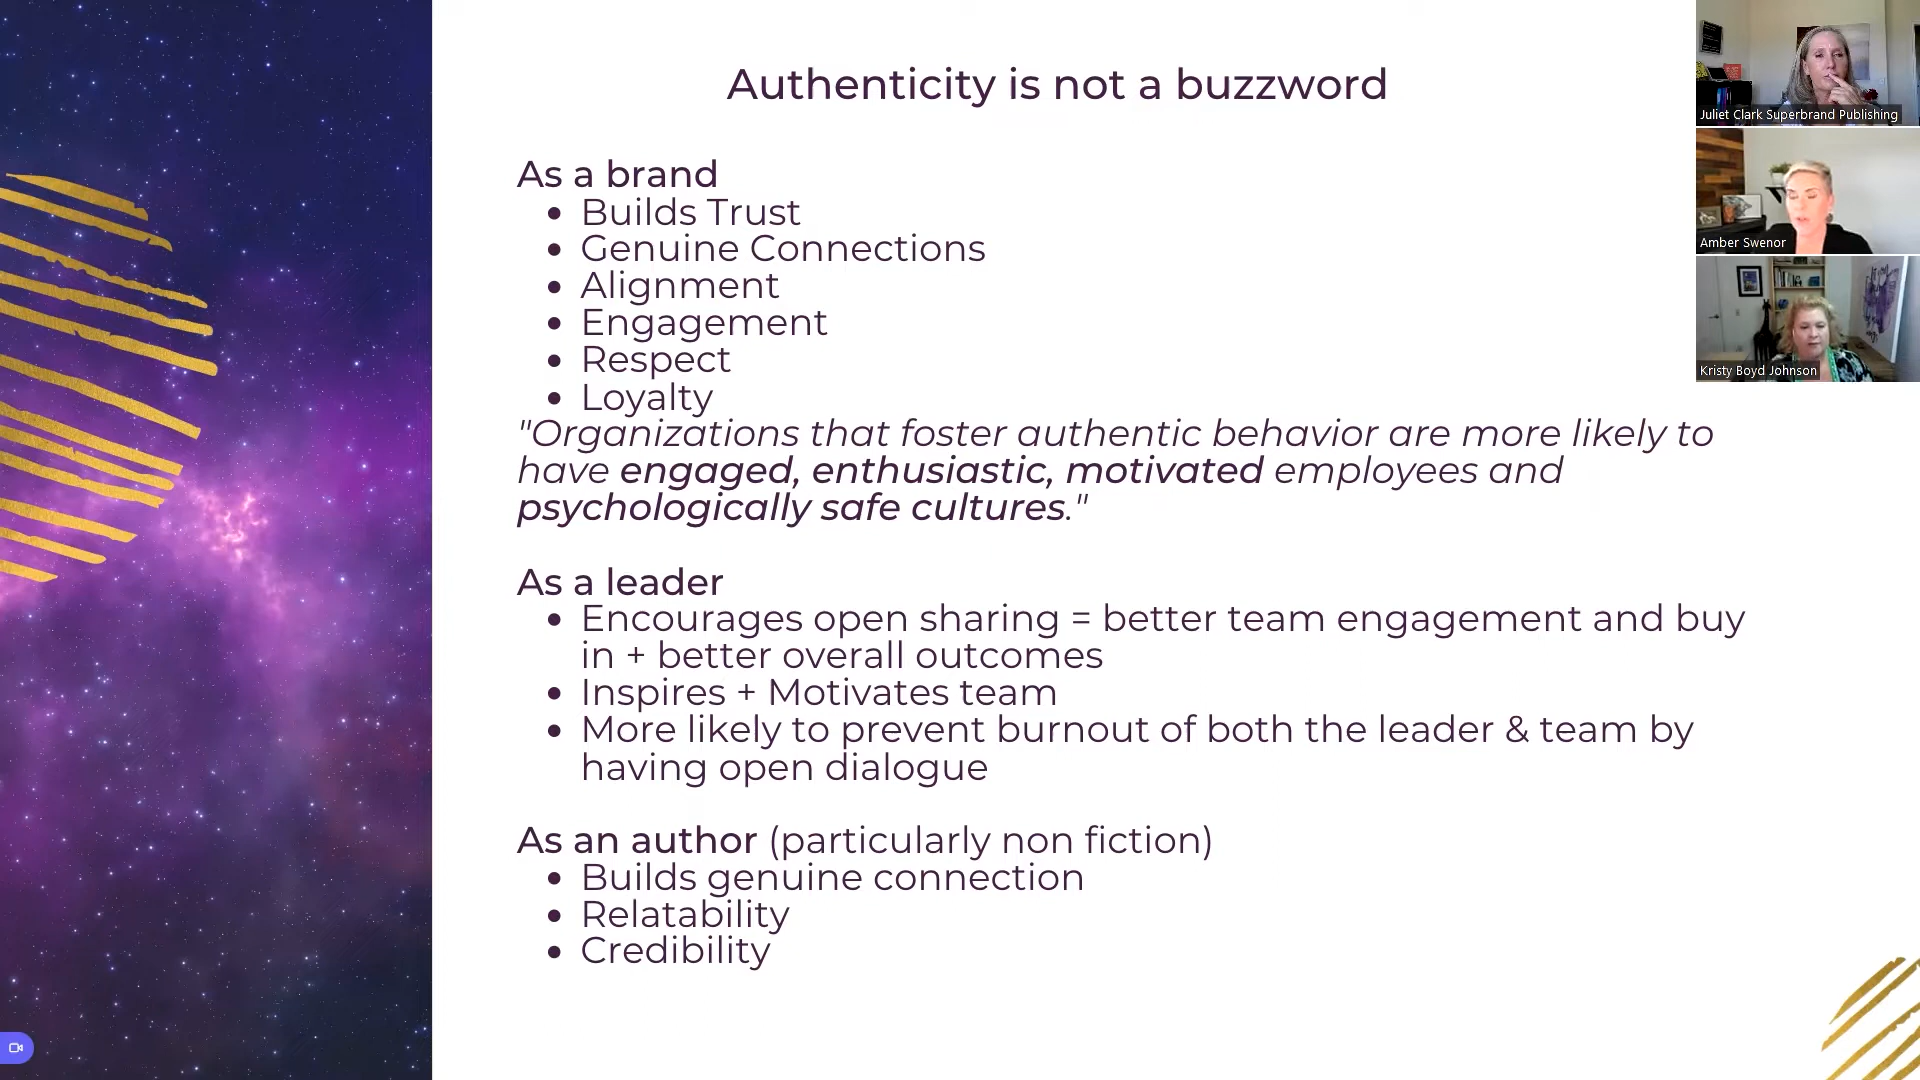 Authenticity is not a buzzword
As a brand
• Builds Trust
• Genuine Connections
• Alignment
• Engagement
• Respect
• Loyalty
"Organizations that foster authentic behavior are more likely to
have engaged, enthusiastic, motivated employees and
psychologically safe cultures."
As a leader
• Encourages open sharing = better team engagement and buy
in + better overall outcomes
• Inspires + Motivates team
• More likely to prevent burnout of both the leader & team by
having open dialogue
As an author (particularly non fiction)
• Builds genuine connection
• Relatability
• Credibility
Juliet Clark Superbrand Publishing
Amber Swenor
Kristy Boyd Johnson